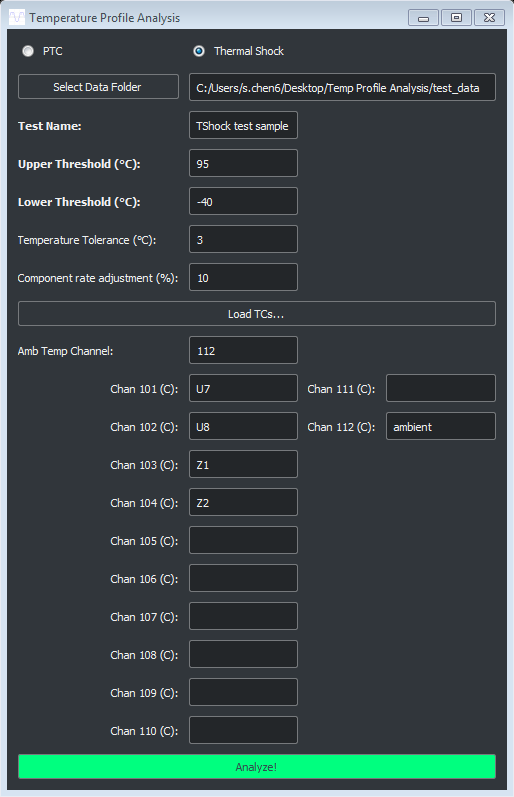 Temperature Profile Analysis
PTC Thermal Shock
Select Data Folder C:/Users/s.chen6/Desktop/Temp Profile Analysis/test_data
Test Name: TShock test sample
Upper Threshold (°C): 95
Lower Threshold (°C): -40
Temperature Tolerance (°C): 3
Component rate adjustment (%): 10
Load TCs...
Amb Temp Channel: 112
Chan 101 (C): U7 Chan 111 (C):
Chan 102 (C): U8 Chan 112 (C): ambient
Chan 103 (C): Z1
Chan 104 (C): Z2
Chan 105 (C):
Chan 106 (C):
Chan 107 (C):
Chan 108 (C):
Chan 109 (C):
Chan 110 (C):
Analyze!